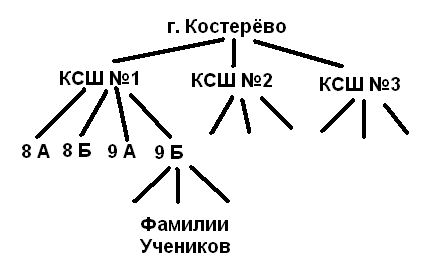 г. Костерёво
КСШ №1 КСШ №2 КСШ №3
8 А 8 Б 9 А 9 Б
Фамилии
Учеников